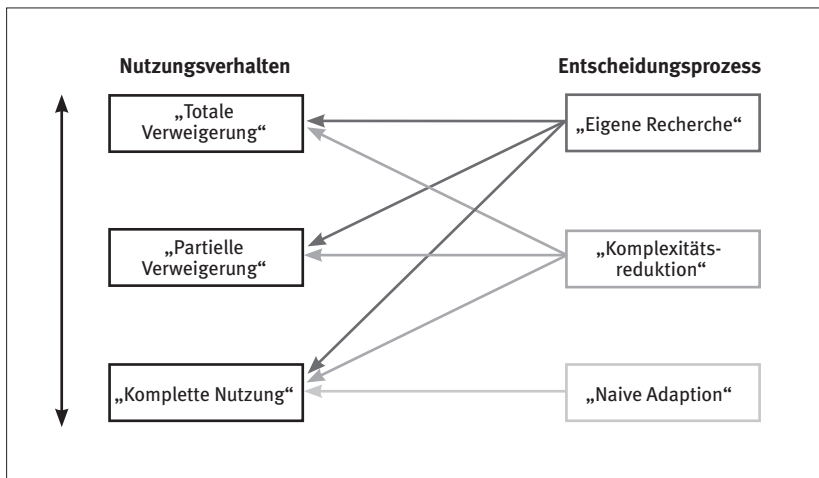 Nutzungsverhalten
Entscheidungsprozess
„Totale
Verweigerung“
„Eigene Recherche“
„Partielle
Verweigerung“
„Komplexitäts-
reduktion“
„Komplette Nutzung“
„Naive Adaption“